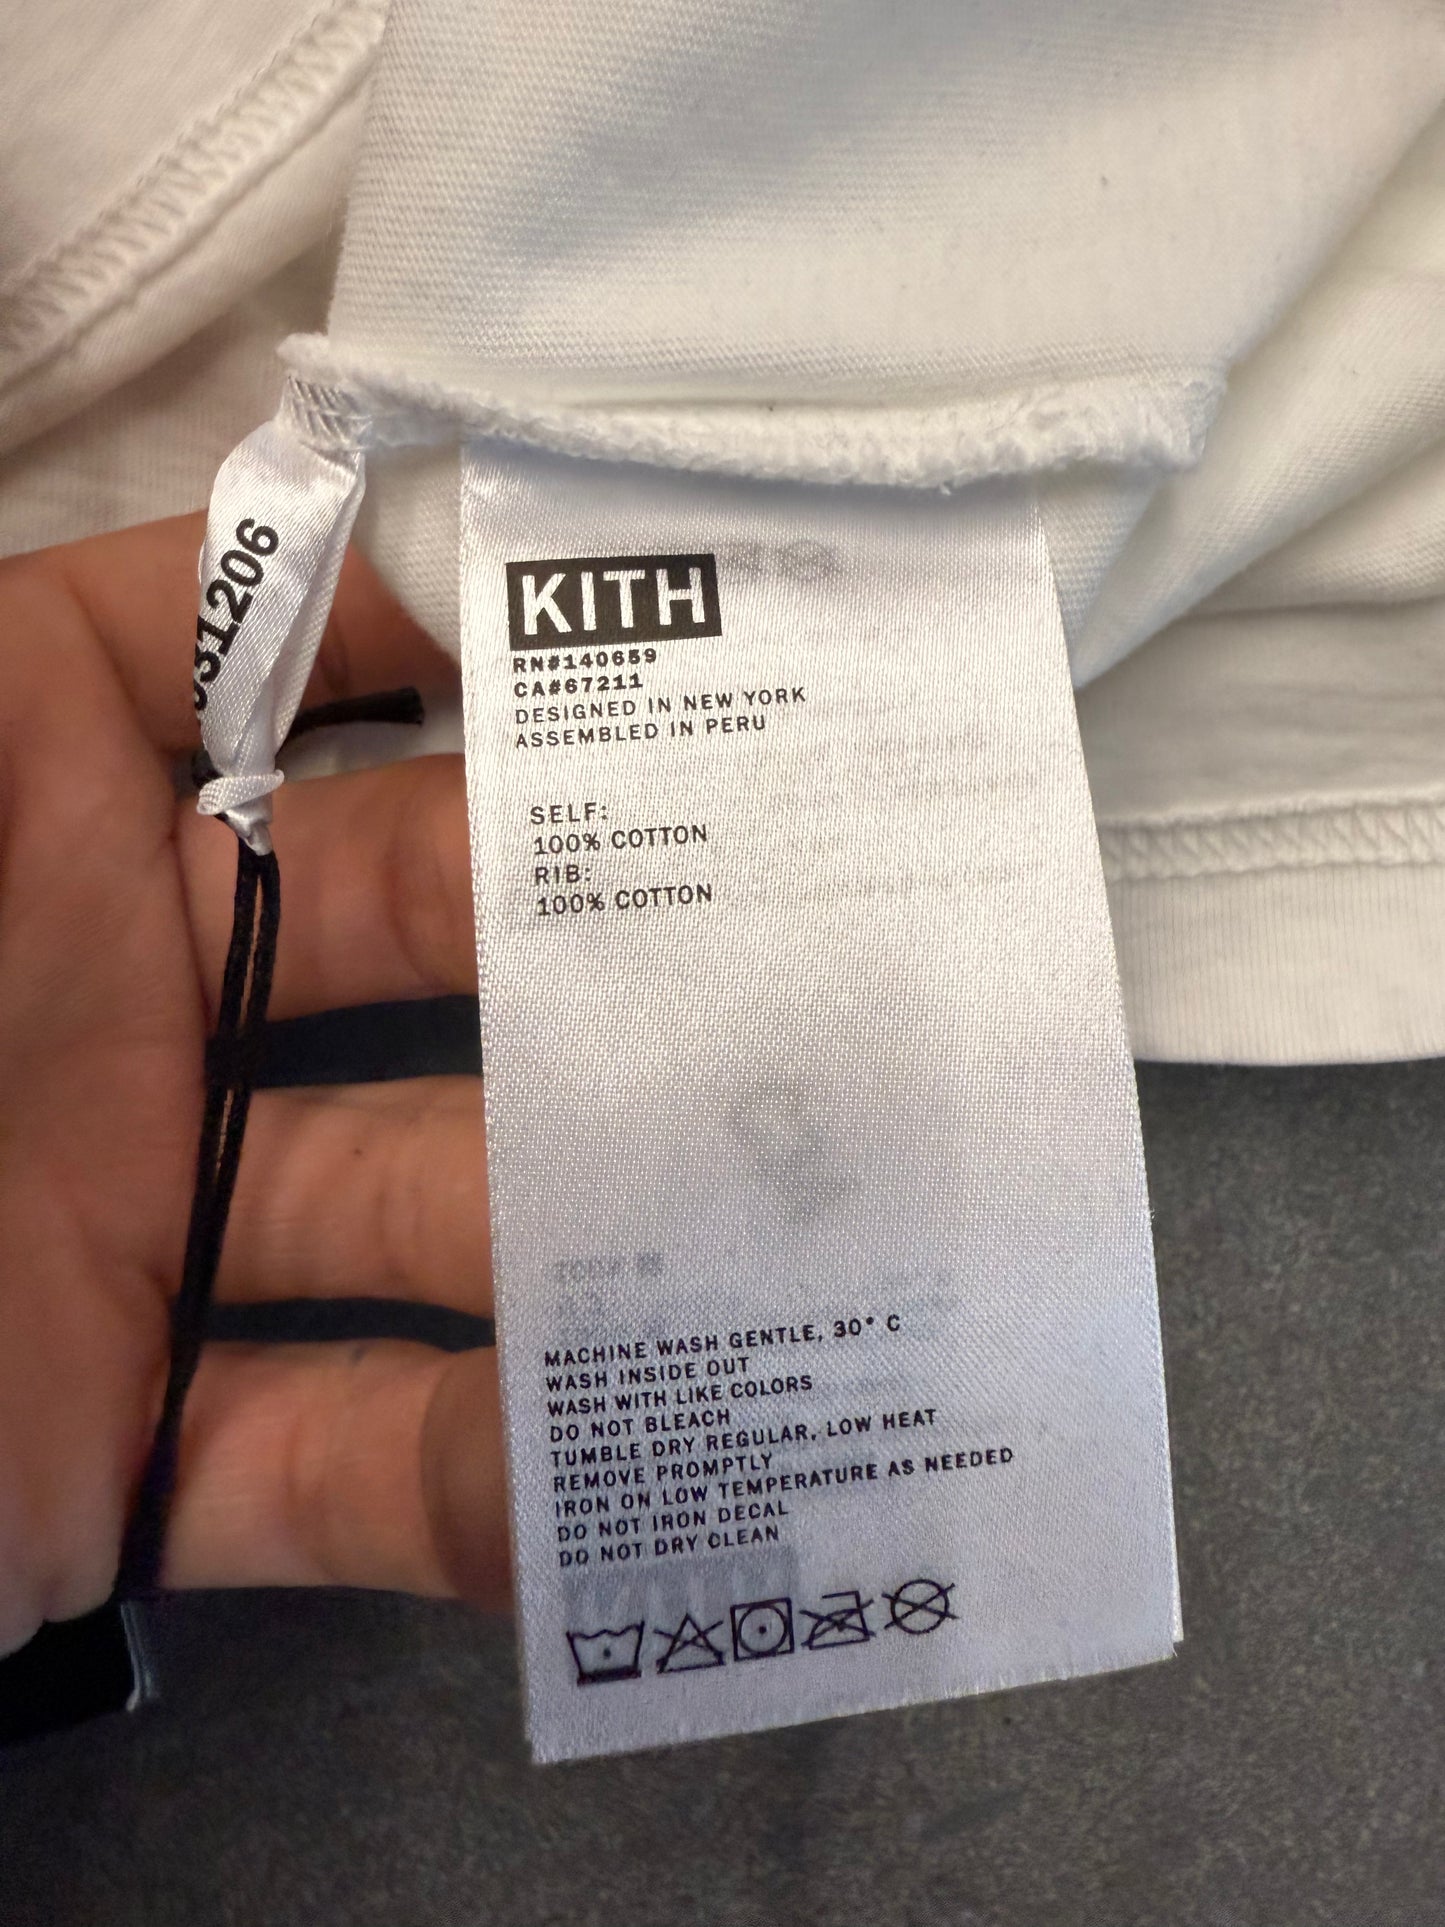 31206
KITH
RN#140659
CA#67211
DESIGNED IN NEW YORK
ASSEMBLED IN PERU
SELF:
100% COTTON
RIB:
100% COTTON
MACHINE WASH GENTLE, 30° C
WASH INSIDE OUT
WASH WITH LIKE COLORS
DO NOT BLEACH
TUMBLE DRY REGULAR, LOW HEAT
REMOVE PROMPTLY
IRON ON LOW TEMPERATURE AS NEEDED
DO NOT IRON DECAL
DO NOT DRY CLEAN